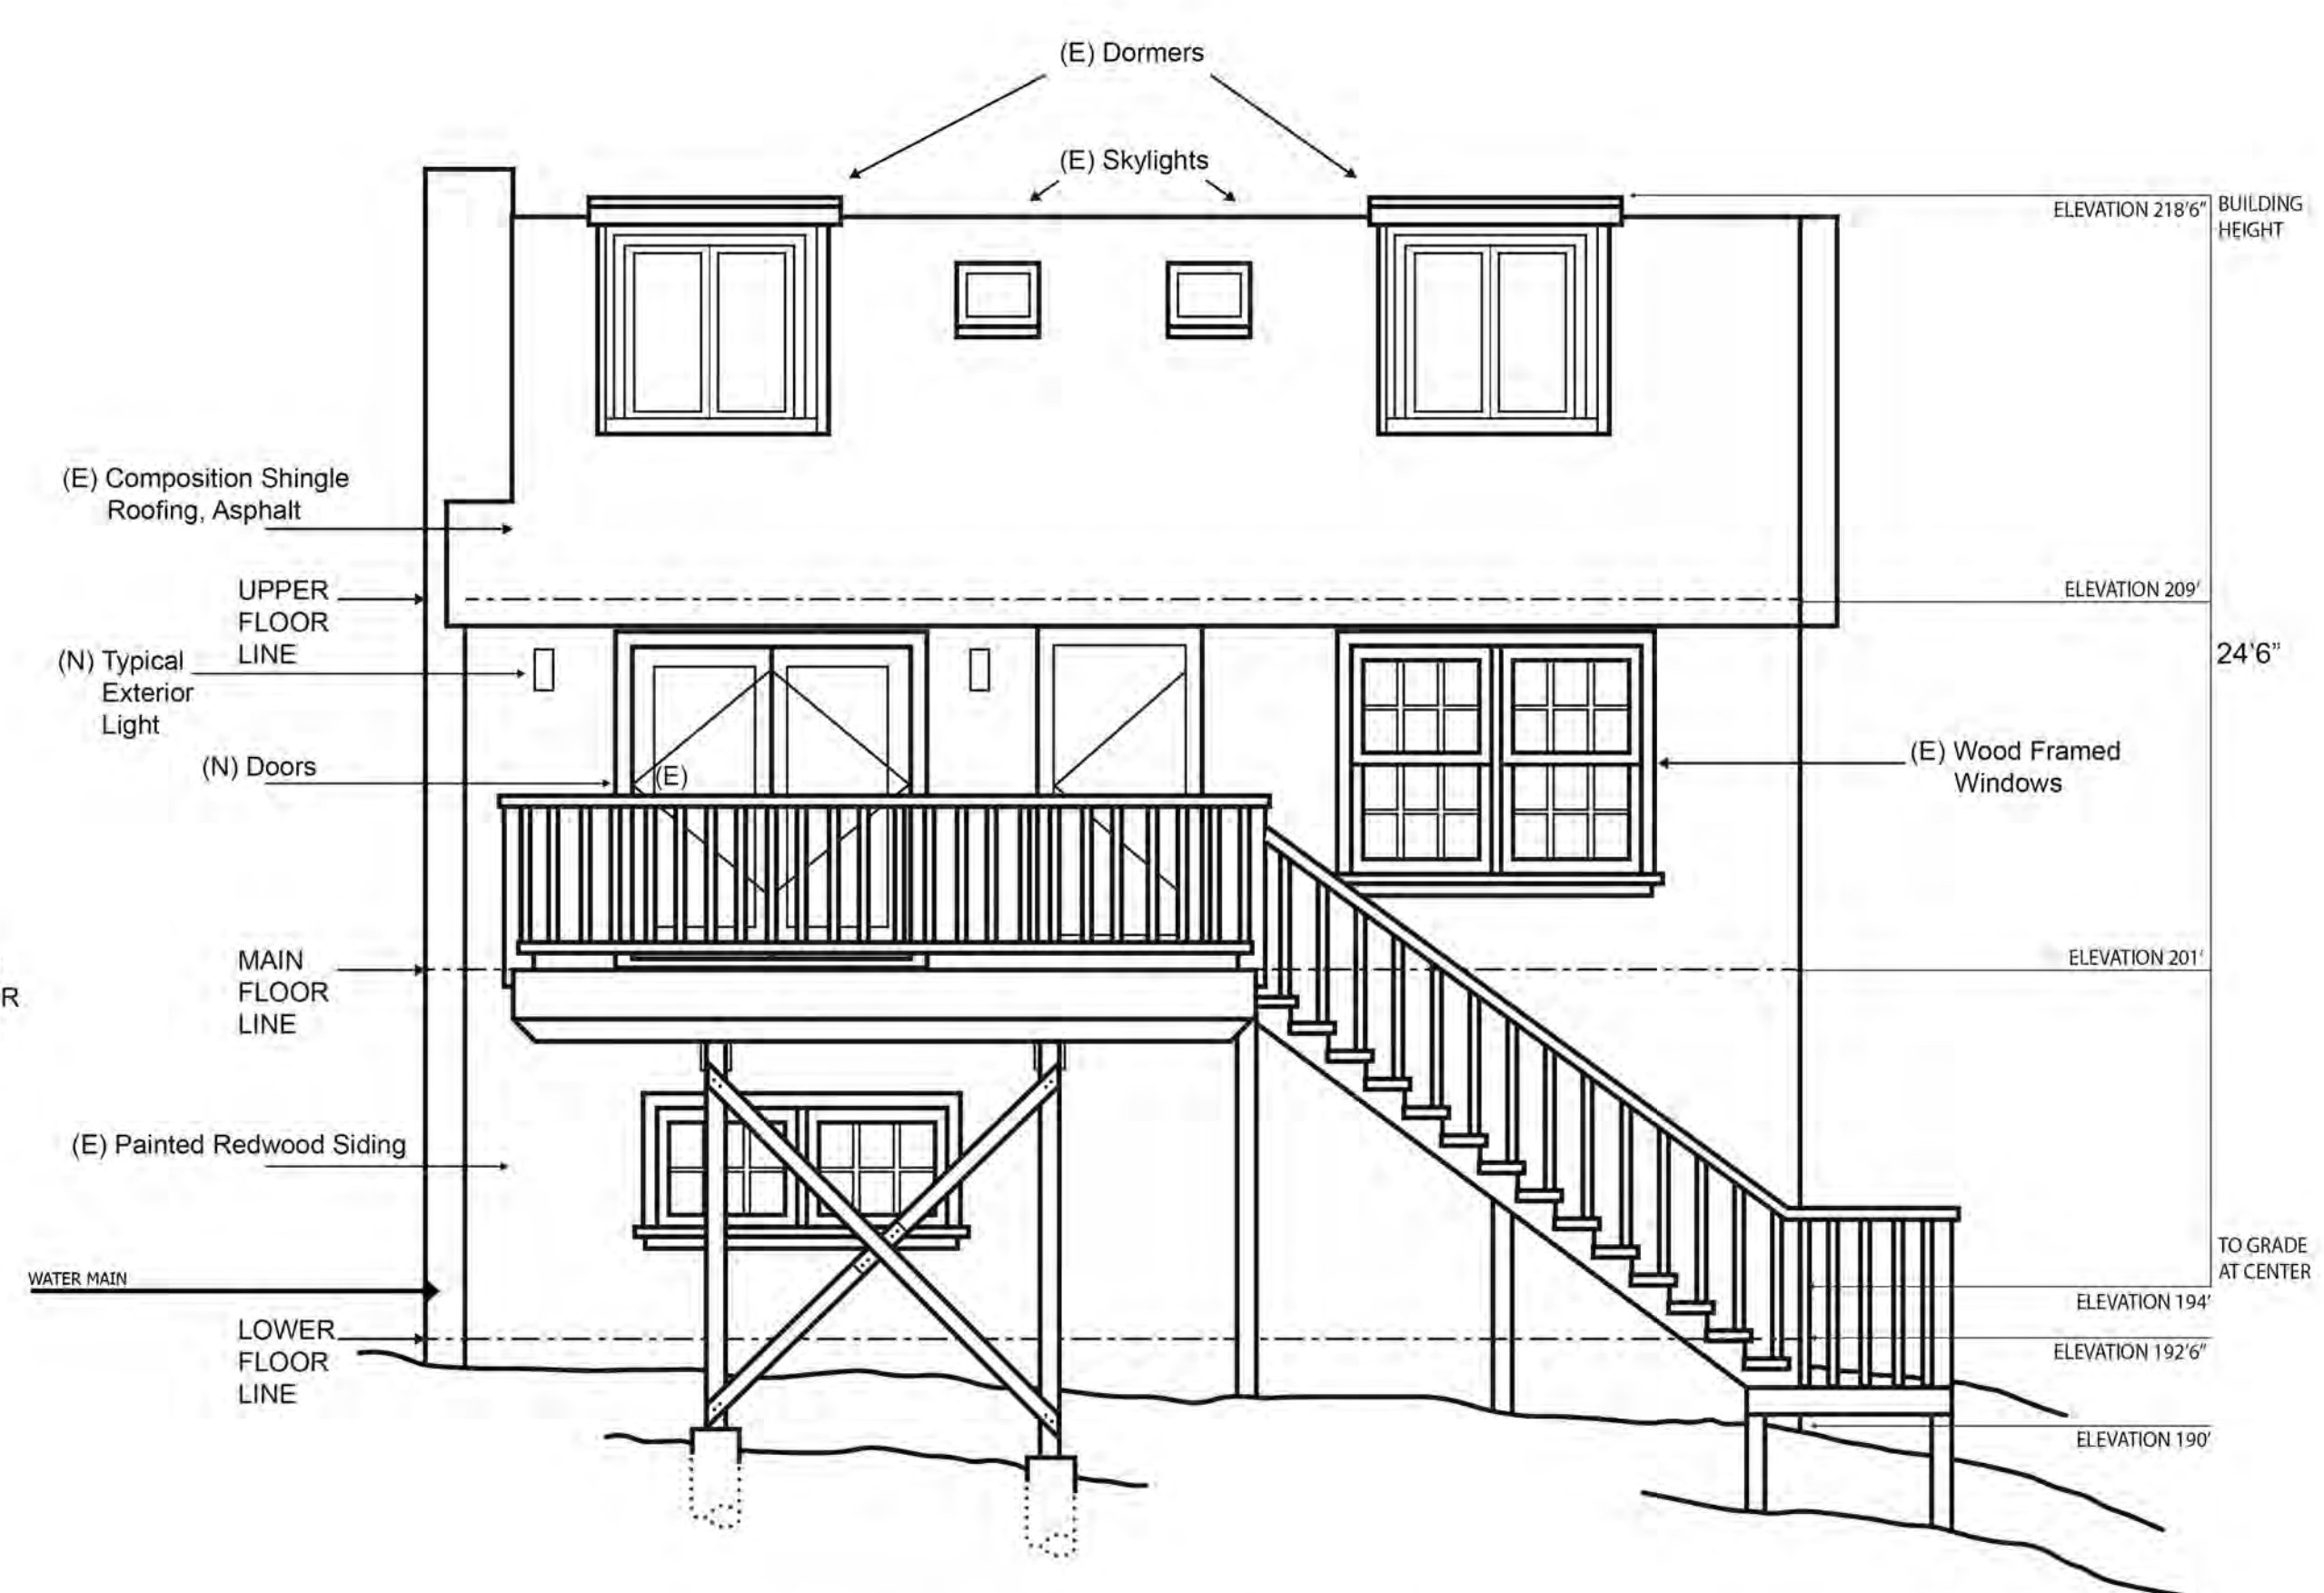 (E) Dormers
(E) Skylights
ELEVATION 218'6"
BUILDING
HEIGHT
(E) Composition Shingle
Roofing, Asphalt
UPPER
FLOOR
LINE
ELEVATION 209'
(N) Typical
Exterior
Light
24'6"
(N) Doors
(E)
(E) Wood Framed
Windows
MAIN
FLOOR
LINE
ELEVATION 201'
R
(E) Painted Redwood Siding
WATER MAIN
TO GRADE
AT CENTER
ELEVATION 194'
LOWER
FLOOR
LINE
ELEVATION 192'6"
ELEVATION 190'